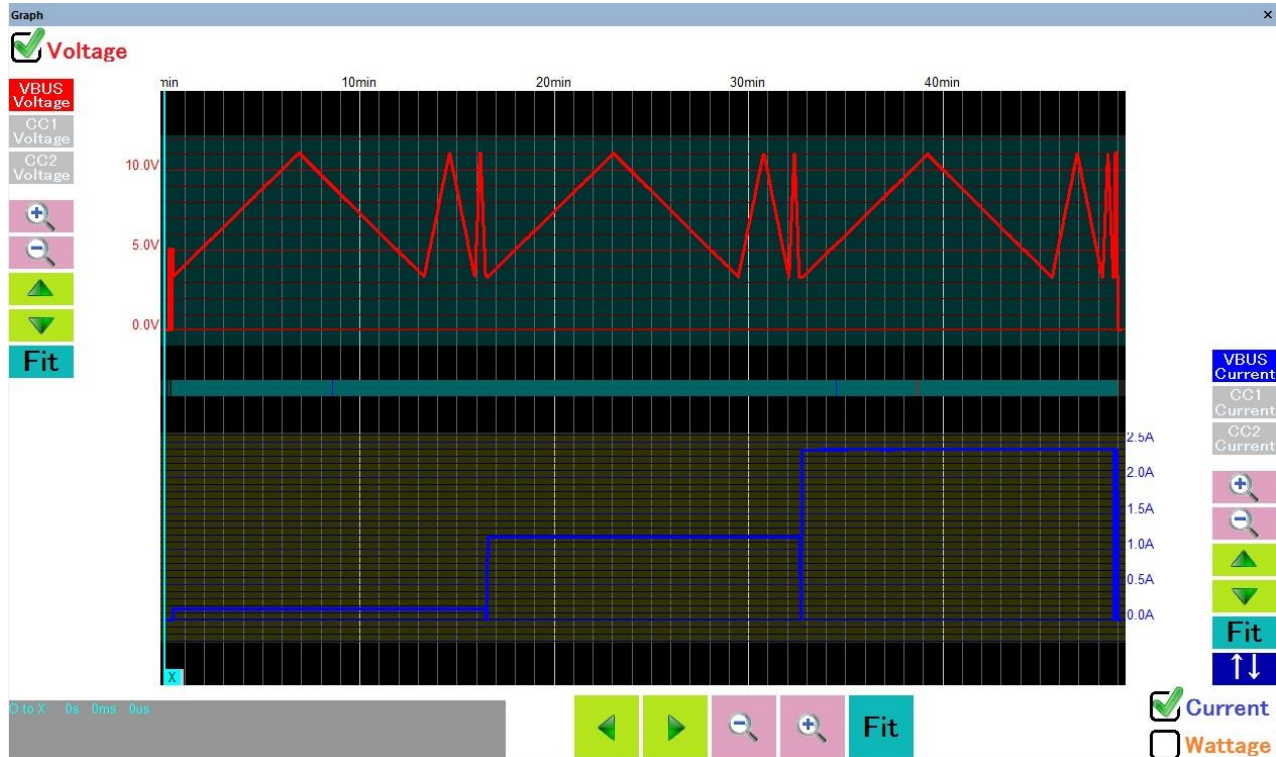 Graph
Voltage
VBUS
Voltage
CC1
Voltage
CC2
Voltage
Fit
10min
20min
30min
40min
10.0V
5.0V
0.0V
2.5A
2.0A
1.5A
1.0A
0.5A
0.0A
VBUS
Current
CC1
Current
CC2
Current
Fit
X
O to X : 0s 0ms 0us
Fit
Current
Wattage